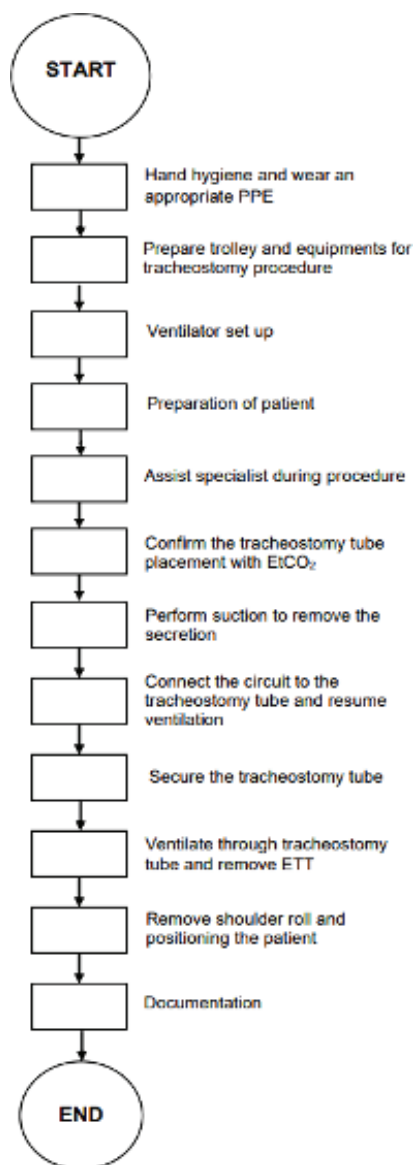 START
Hand hygiene and wear an
appropriate PPE
Prepare trolley and equipments for
tracheostomy procedure
Ventilator set up
Preparation of patient
Assist specialist during procedure
Confirm the tracheostomy tube
placement with EtCO₂
Perform suction to remove the
secretion
Connect the circuit to the
tracheostomy tube and resume
ventilation
Secure the tracheostomy tube
Ventilate through tracheostomy
tube and remove ETT
Remove shoulder roll and
positioning the patient
Documentation
END